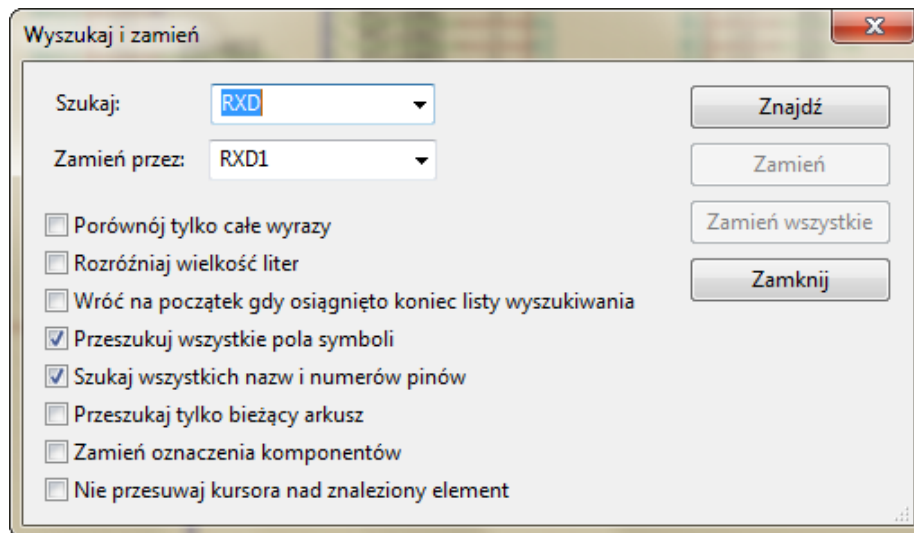 Wyszukaj i zamień
Szukaj: RXD Znajdź
Zamień przez: RXD1 Zamień
Porównój tylko całe wyrazy Zamień wszystkie
Rozróźniaj wielkość liter Zamknij
Wróć na początek gdy osiągnięto koniec listy wyszukiwania
Przeszukuj wszystkie pola symboli
Szukaj wszystkich nazw i numerów pinów
Przeszukaj tylko bieżący arkusz
Zamień oznaczenia komponentów
Nie przesuwaj kursora nad znaleziony element